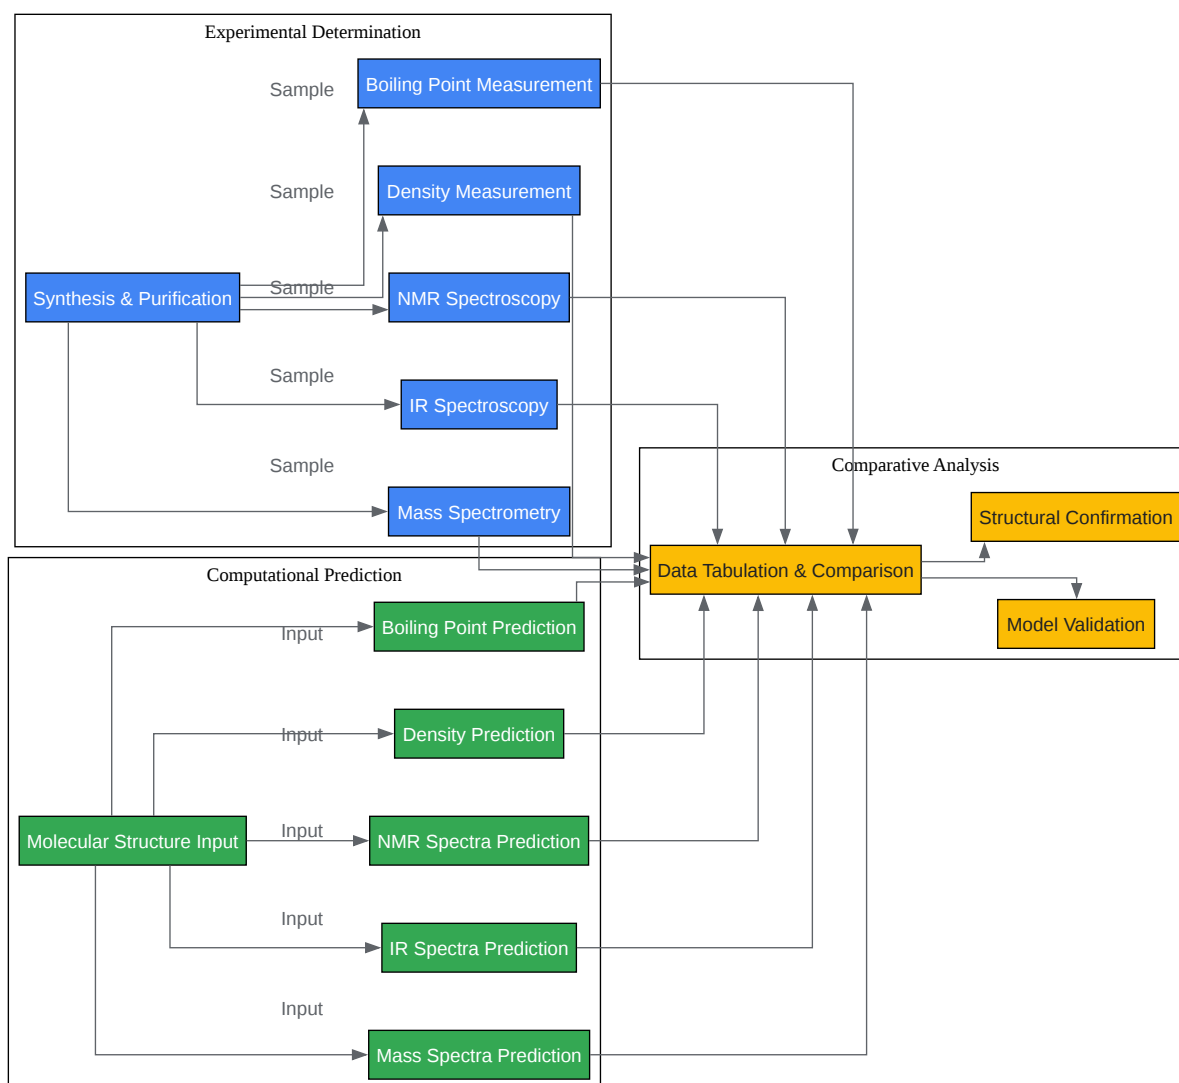 Experimental Determination
Sample
Boiling Point Measurement
Sample
Density Measurement
Synthesis & Purification
Sample
NMR Spectroscopy
Sample
IR Spectroscopy
Sample
Mass Spectrometry
Comparative Analysis
Structural Confirmation
Data Tabulation & Comparison
Model Validation
Computational Prediction
Input
Boiling Point Prediction
Input
Density Prediction
Molecular Structure Input
Input
NMR Spectra Prediction
Input
IR Spectra Prediction
Input
Mass Spectra Prediction